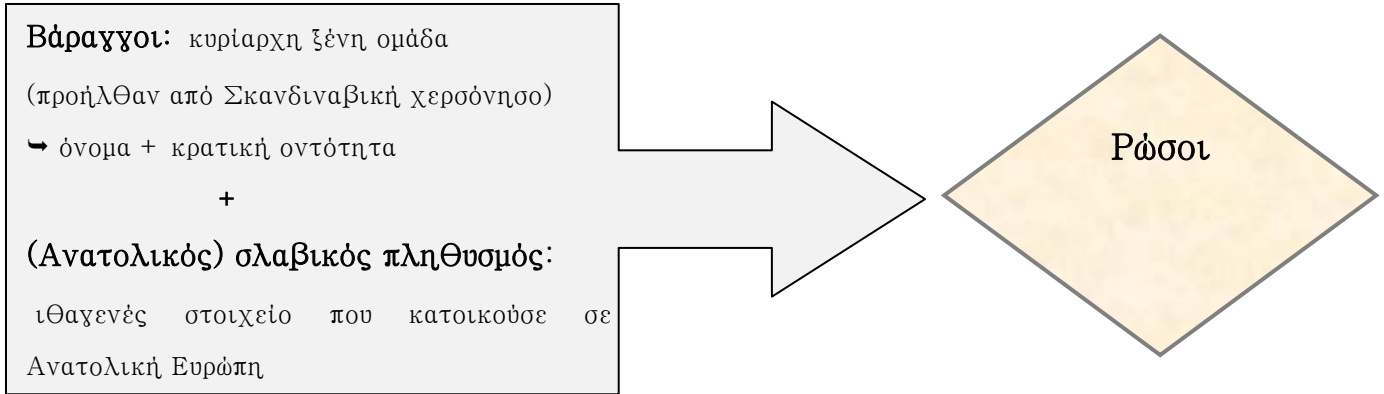 Βάραγγοι: κυρίαρχη ξένη ομάδα
(προήλθαν από Σκανδιναβική χερσόνησο)
➥ όνομα + κρατική οντότητα
+
(Ανατολικός) σλαβικός πληθυσμός:
ιθαγενές στοιχείο που κατοικούσε σε
Ανατολική Ευρώπη
Ρώσοι